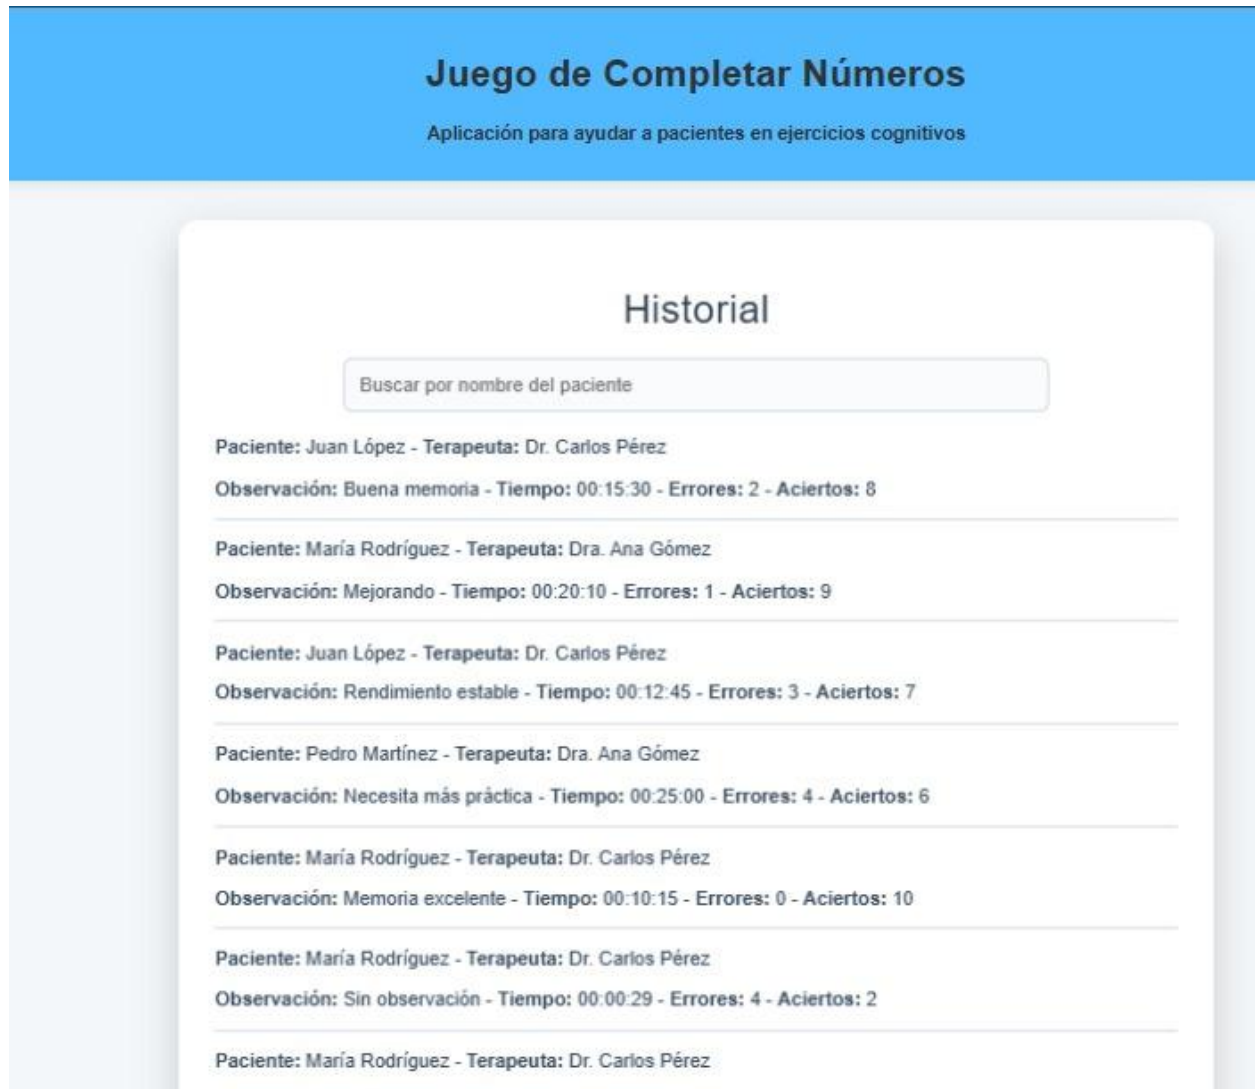 Juego de Completar Números
Aplicación para ayudar a pacientes en ejercicios cognitivos
Historial
Buscar por nombre del paciente
Paciente: Juan López - Terapeuta: Dr. Carlos Pérez
Observación: Buena memoria - Tiempo: 00:15:30 - Errores: 2 - Aciertos: 8
Paciente: María Rodríguez - Terapeuta: Dra. Ana Gómez
Observación: Mejorando - Tiempo: 00:20:10 - Errores: 1 - Aciertos: 9
Paciente: Juan López - Terapeuta: Dr. Carlos Pérez
Observación: Rendimiento estable - Tiempo: 00:12:45 - Errores: 3 - Aciertos: 7
Paciente: Pedro Martínez - Terapeuta: Dra. Ana Gómez
Observación: Necesita más práctica - Tiempo: 00:25:00 - Errores: 4 - Aciertos: 6
Paciente: María Rodríguez - Terapeuta: Dr. Carlos Pérez
Observación: Memoria excelente - Tiempo: 00:10:15 - Errores: 0 - Aciertos: 10
Paciente: María Rodríguez - Terapeuta: Dr. Carlos Pérez
Observación: Sin observación - Tiempo: 00:00:29 - Errores: 4 - Aciertos: 2
Paciente: María Rodríguez - Terapeuta: Dr. Carlos Pérez